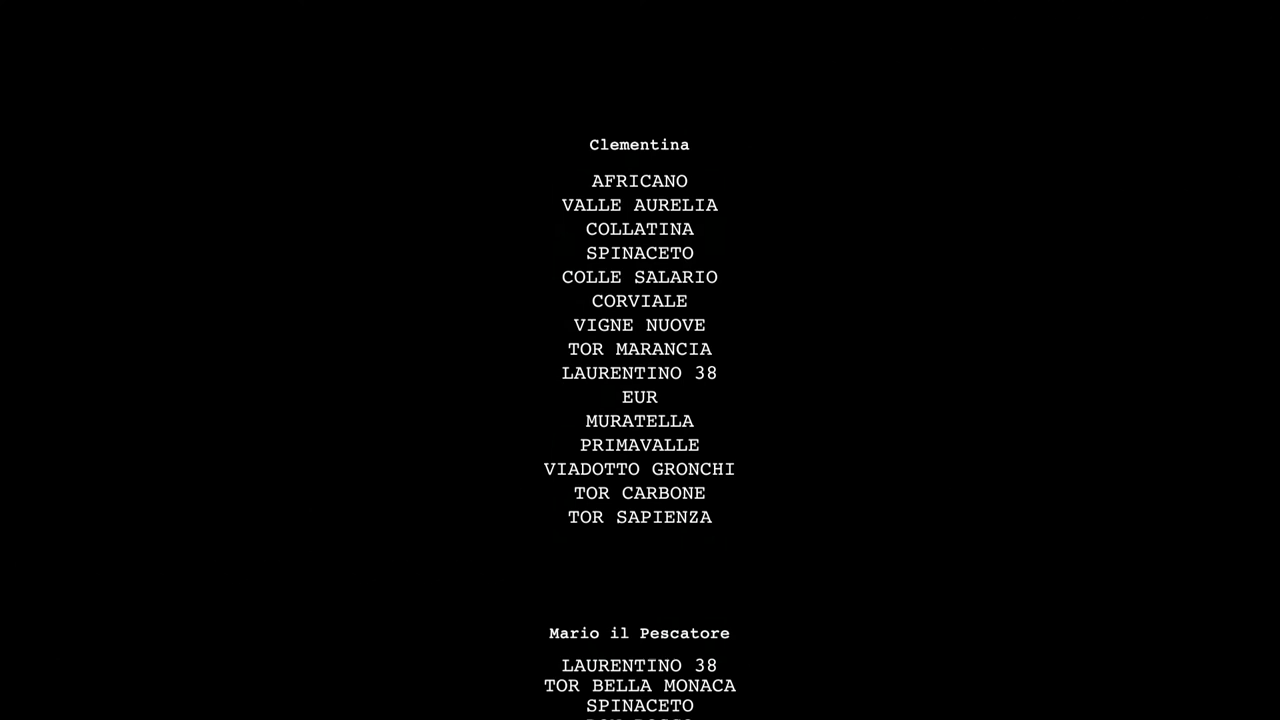 Clementina
AFRICANO
VALLE AURELIA
COLLATINA
SPINACETO
COLLE SALARIO
CORVIALE
VIGNE NUOVE
TOR MARANCIA
LAURENTINO 38
EUR
MURATELLA
PRIMAVALLE
VIADOTTO GRONCHI
TOR CARBONE
TOR SAPIENZA
Mario il Pescatore
LAURENTINO 38
TOR BELLA MONACA
SPINACETO